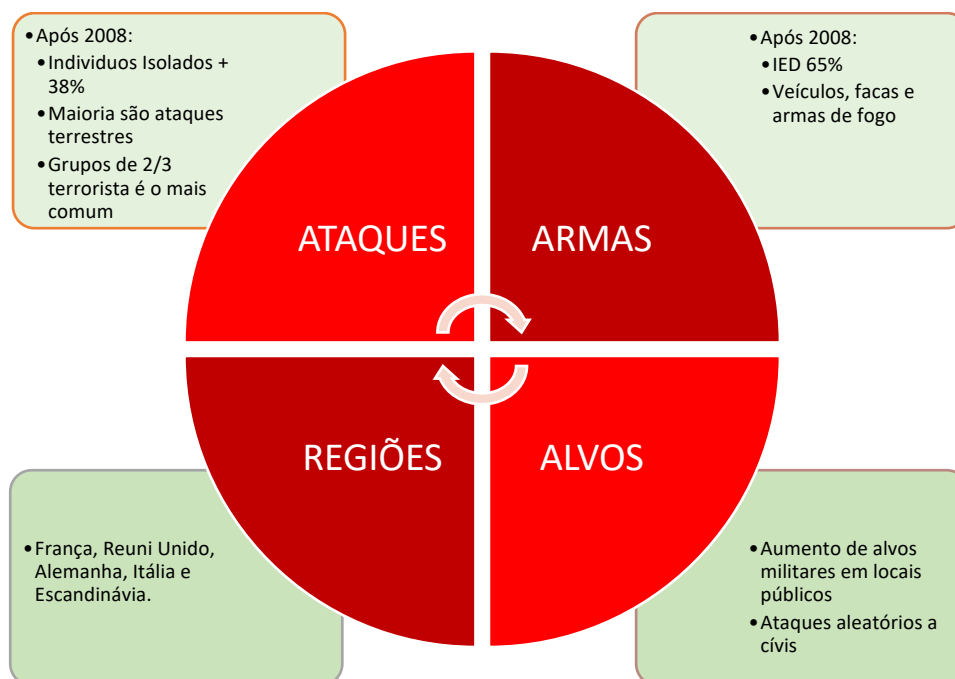 •Após 2008:
•Individuos Isolados +
38%
•Maioria são ataques
terrestres
•Grupos de 2/3
terrorista é o mais
comum
•Após 2008:
•IED 65%
•Veículos, facas e
armas de fogo
ATAQUES
ARMAS
REGIÕES
ALVOS
•França, Reuni Unido,
Alemanha, Itália e
Escandinávia.
•Aumento de alvos
militares em locais
públicos
•Ataques aleatórios a
cívis